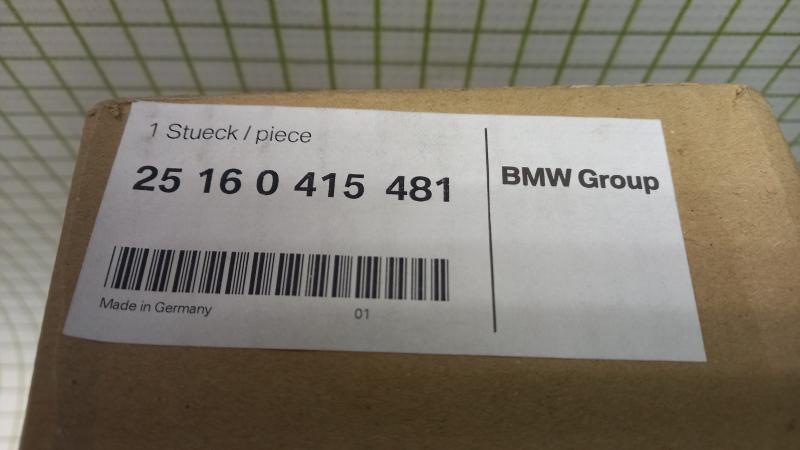 1 Stueck / piece
25 16 0 415 481
BMW Group
Made in Germany
01